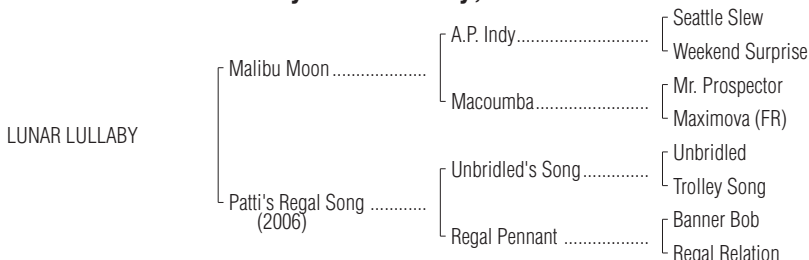 Seattle Slew
A.P. Indy............................
Weekend Surprise
Malibu Moon ....................
Mr. Prospector
Macoumba........................
Maximova (FR)
LUNAR LULLABY
Unbridled
Unbridled's Song..............
Trolley Song
Patti's Regal Song ............
(2006)
Banner Bob
Regal Pennant ..................
Regal Relation